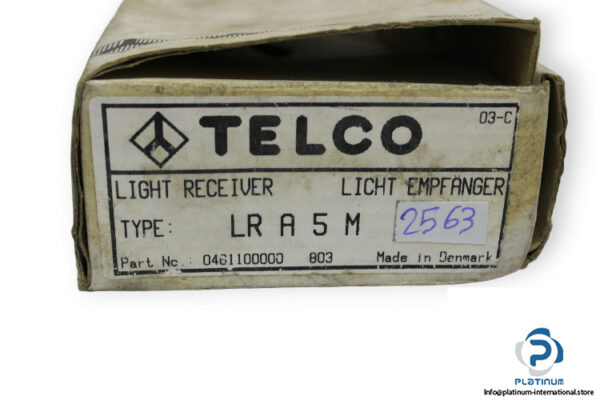 03-C
TELCO
LIGHT RECEIVER LICHT EMPFÄNGER
TYPE: LR A 5 M 2563
Part No.: 0461100000 803 Made in Denmark
PLATINUM
Info@platinum-international.store